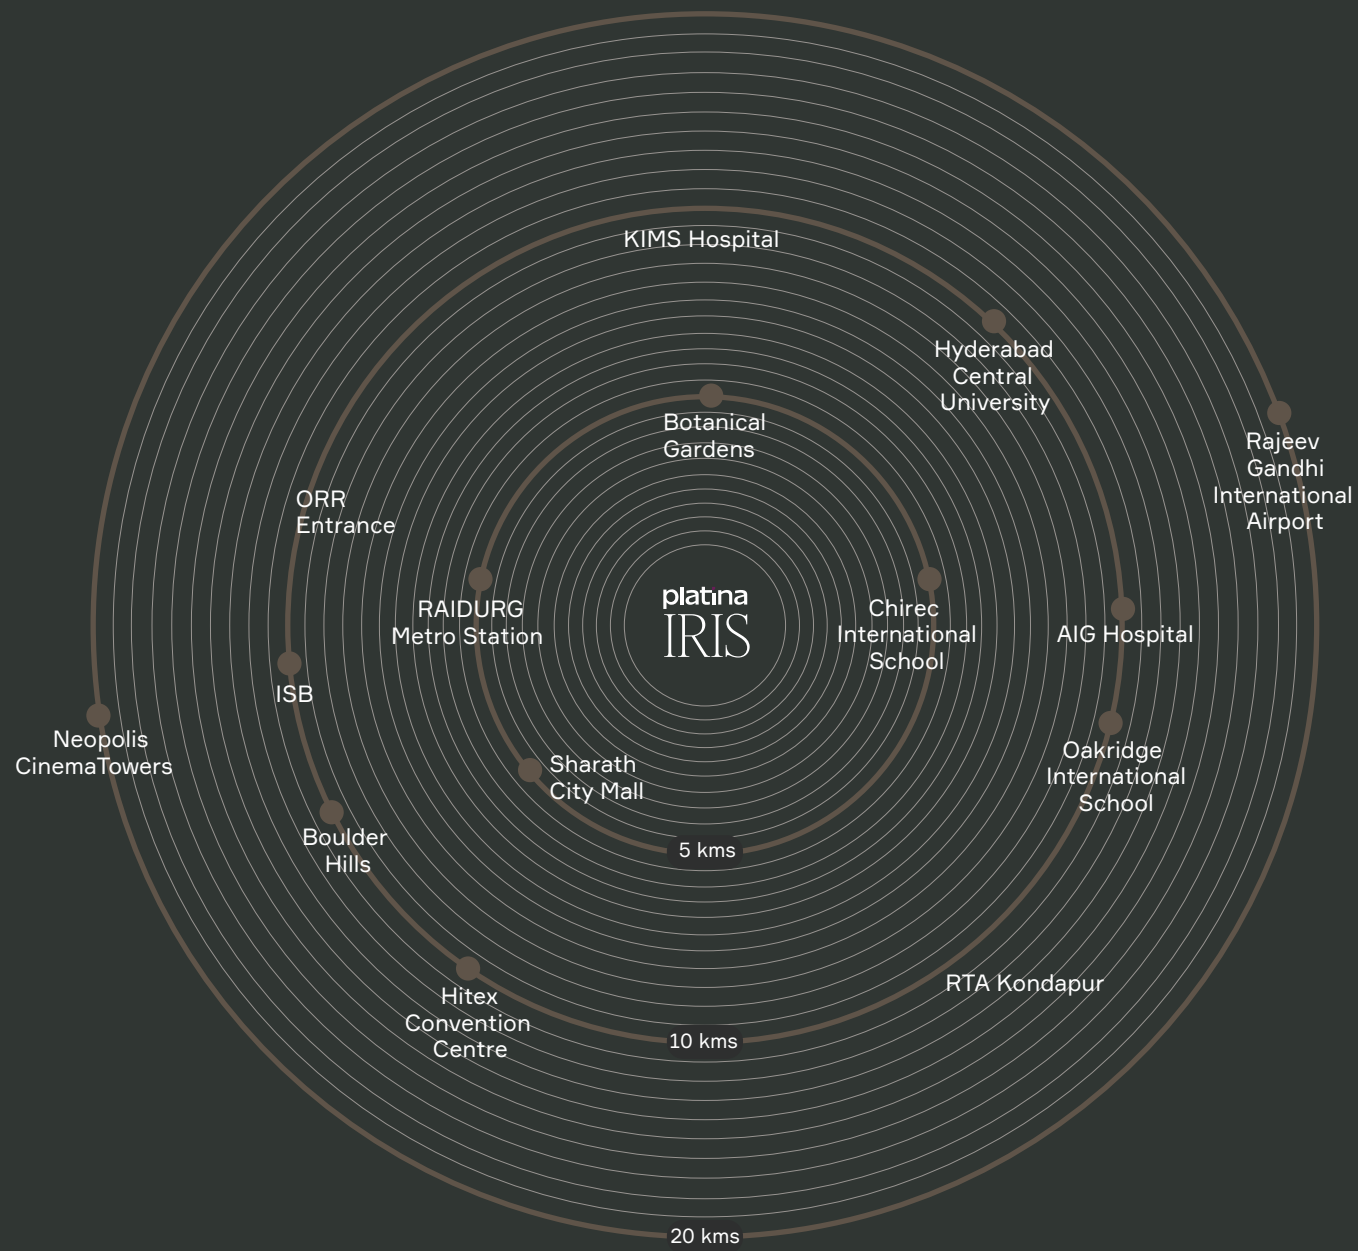 KIMS Hospital
Hyderabad
Central
University
Botanical
Gardens
Rajeev
Gandhi
International
Airport
ORR
Entrance
platina
IRIS
RAIDURG
Metro Station
Chirec
International
School
AIG Hospital
ISB
Neopolis
CinemaTowers
Sharath
City Mall
Oakridge
International
School
Boulder
Hills
5 kms
RTA Kondapur
Hitex
Convention
Centre
10 kms
20 kms